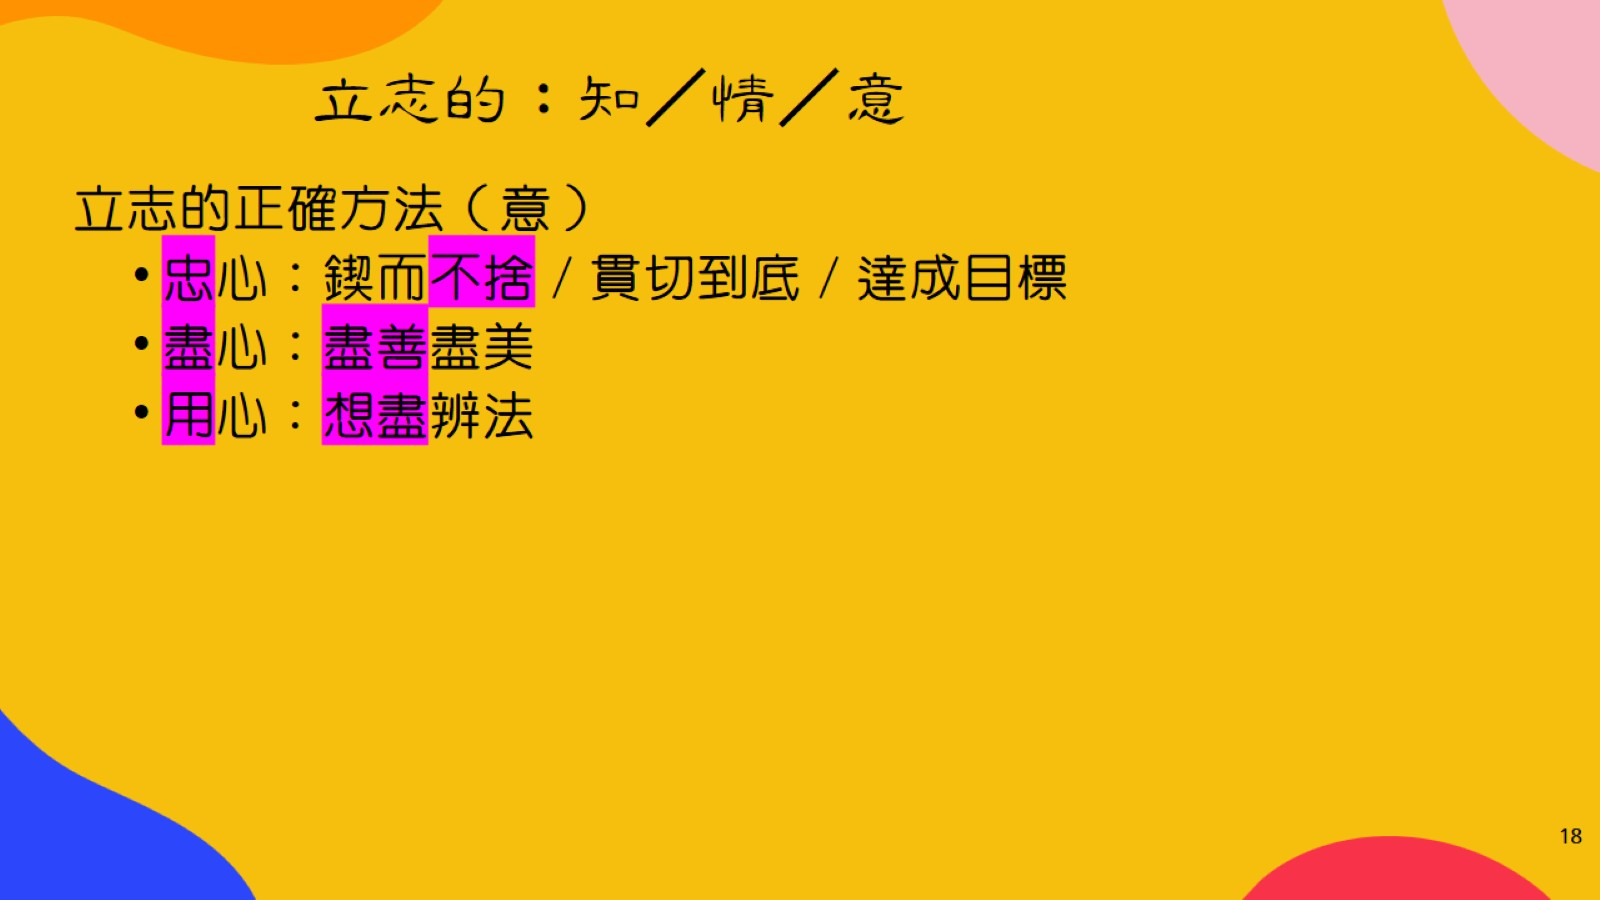 立志的：知／情／意
立志的正確方法（意）
•忠心：鍥而不捨 / 貫切到底 / 達成目標
•盡心：盡善盡美
•用心：想盡辨法
18